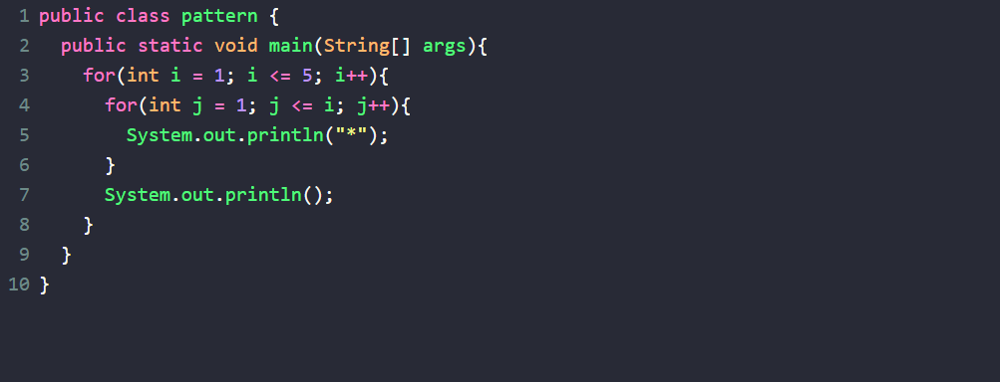 1 public class pattern {
2   public static void main(String[] args){
3     for(int i = 1; i <= 5; i++){
4       for(int j = 1; j <= i; j++){
5         System.out.println("*");
6       }
7       System.out.println();
8     }
9   }
10 }